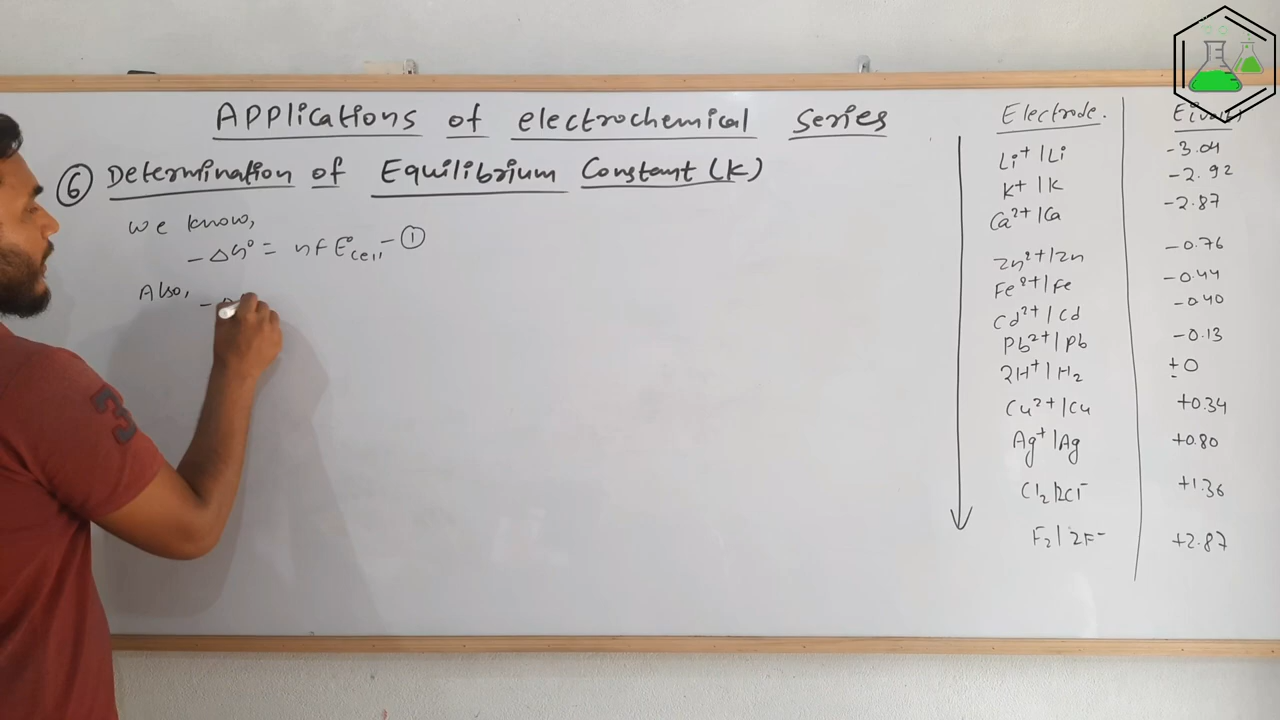 Applications of electrochemical series
⑥ Determination of Equilibrium Constant (K)
We know,
-ΔG° = nFE°cell - ①
Also, -
Electrode.
Li⁺ | Li -3.04
K⁺ | K -2.92
Ca²⁺ | Ca -2.87
Zn²⁺ | Zn -0.76
Fe²⁺ | Fe -0.44
Cd²⁺ | Cd -0.40
Pb²⁺ | Pb -0.13
2H⁺ | H₂ ±0
Cu²⁺ | Cu +0.34
Ag⁺ | Ag +0.80
Cl₂ | 2Cl⁻ +1.36
F₂ | 2F⁻ +2.87
3